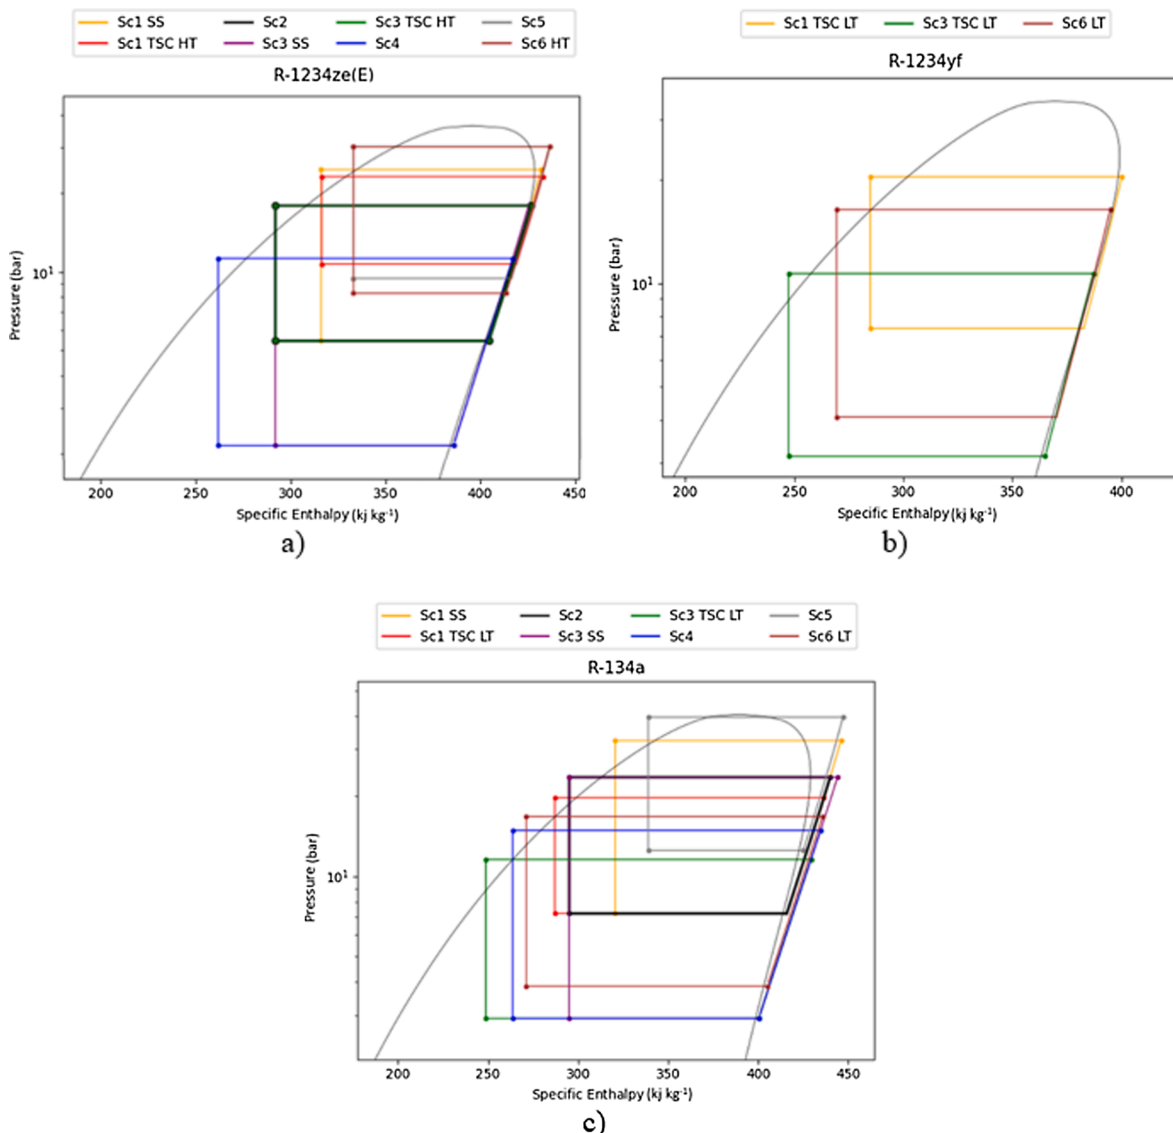 Sc1 SS Sc2 Sc3 TSC HT Sc5
Sc1 TSC HT Sc3 SS Sc4 Sc6 HT
R-1234ze(E)
Pressure (bar)
10¹
200 250 300 350 400 450
Specific Enthalpy (kj kg⁻¹)
a)
Sc1 TSC LT Sc3 TSC LT Sc6 LT
R-1234yf
Pressure (bar)
10¹
200 250 300 350 400
Specific Enthalpy (kj kg⁻¹)
b)
Sc1 SS Sc2 Sc3 TSC LT Sc5
Sc1 TSC LT Sc3 SS Sc4 Sc6 LT
R-134a
Pressure (bar)
10¹
200 250 300 350 400 450
Specific Enthalpy (kj kg⁻¹)
c)